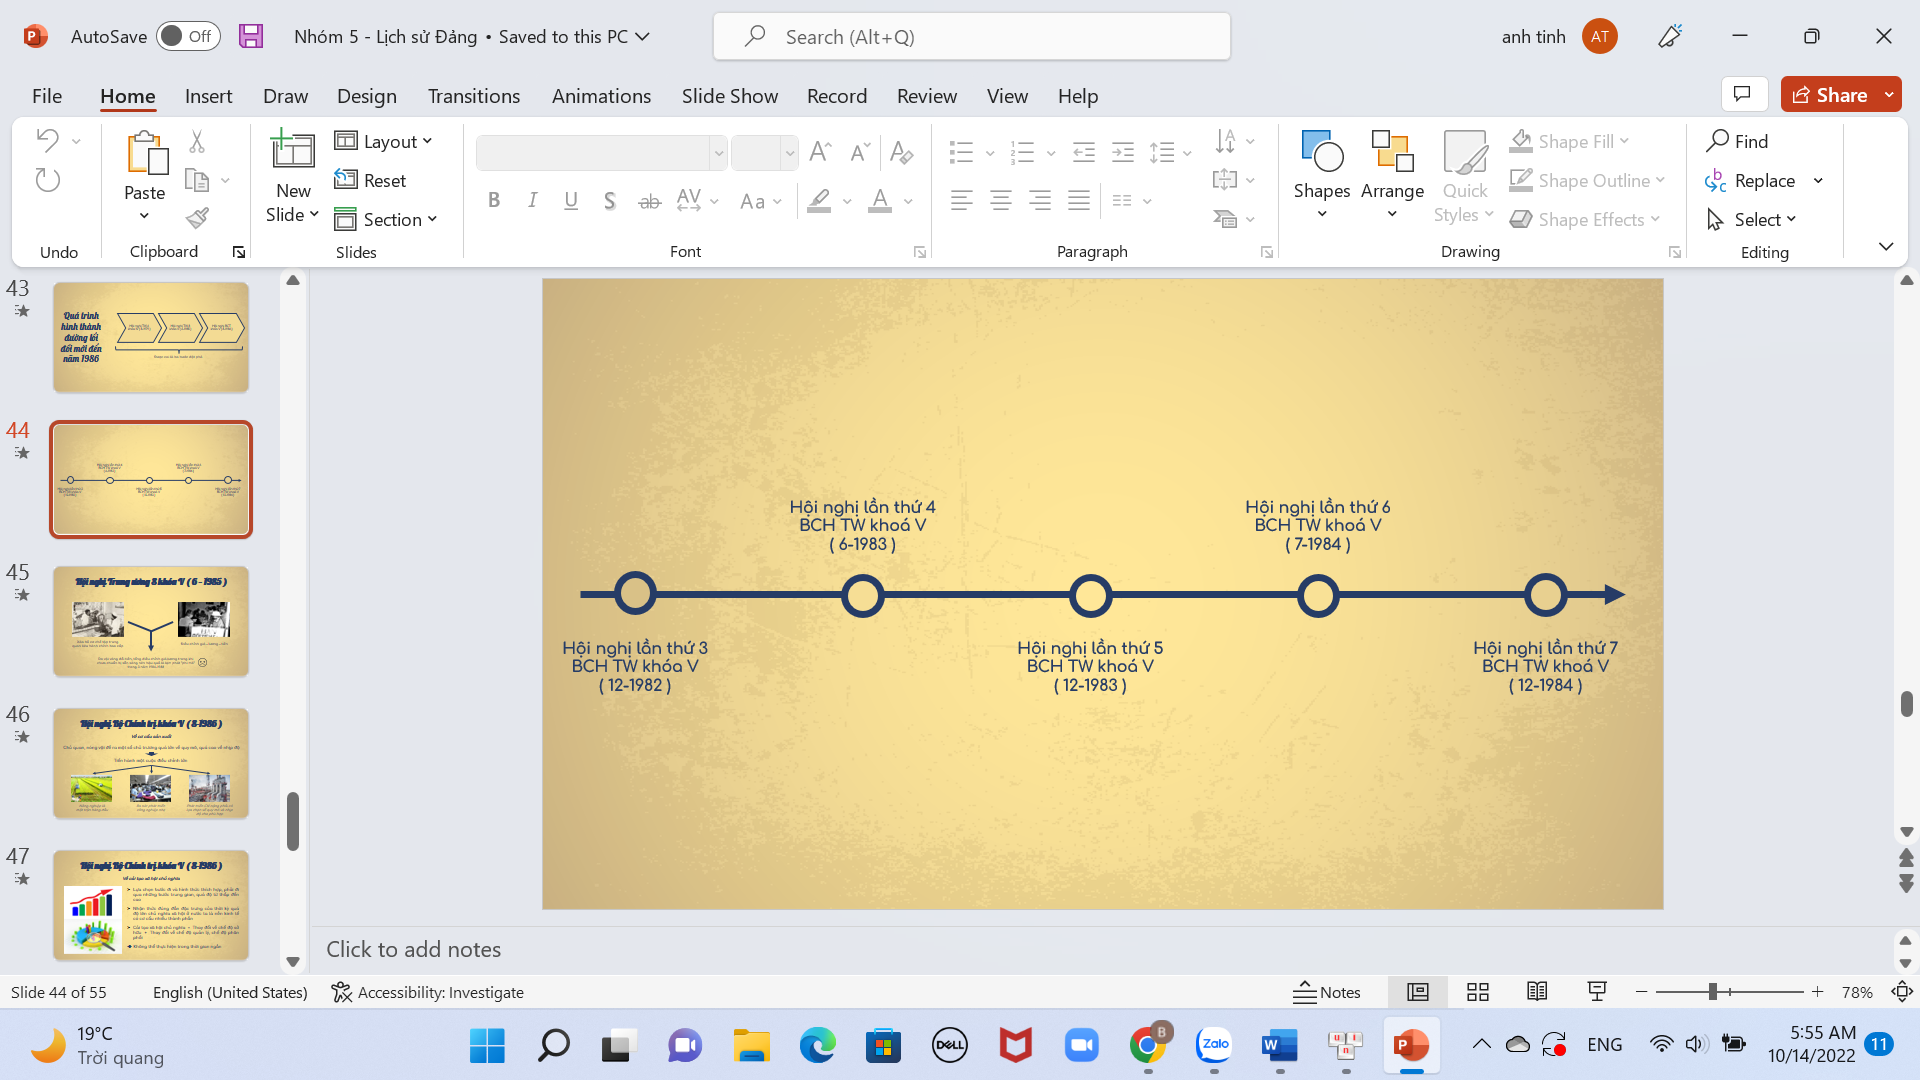 AutoSave Off Nhóm 5 - Lịch sử Đảng • Saved to this PC
Search (Alt+Q)
anh tinh AT
File Home Insert Draw Design Transitions Animations Slide Show Record Review View Help
Share
Undo
Paste
Clipboard
New Slide
Layout
Reset
Section
Slides
Font
Paragraph
Shapes
Arrange
Quick Styles
Shape Fill
Shape Outline
Shape Effects
Drawing
Find
Replace
Select
Editing
43
Quá trình
hình thành
đường lối
đổi mới đến
năm 1986
44
45
Hội nghị Trung ương 8 khóa V ( 6 - 1985 )
46
Hội nghị Bộ Chính trị khóa V ( 8-1986 )
Về cơ cấu sản xuất
47
Hội nghị Bộ Chính trị khóa V ( 8-1986 )
Hội nghị lần thứ 4
BCH TW khoá V
( 6-1983 )
Hội nghị lần thứ 6
BCH TW khoá V
( 7-1984 )
Hội nghị lần thứ 3
BCH TW khóa V
( 12-1982 )
Hội nghị lần thứ 5
BCH TW khoá V
( 12-1983 )
Hội nghị lần thứ 7
BCH TW khoá V
( 12-1984 )
Click to add notes
Slide 44 of 55 English (United States) Accessibility: Investigate Notes 78%
19°C
Trời quang
DELL
Zalo
ENG
5:55 AM
10/14/2022
11